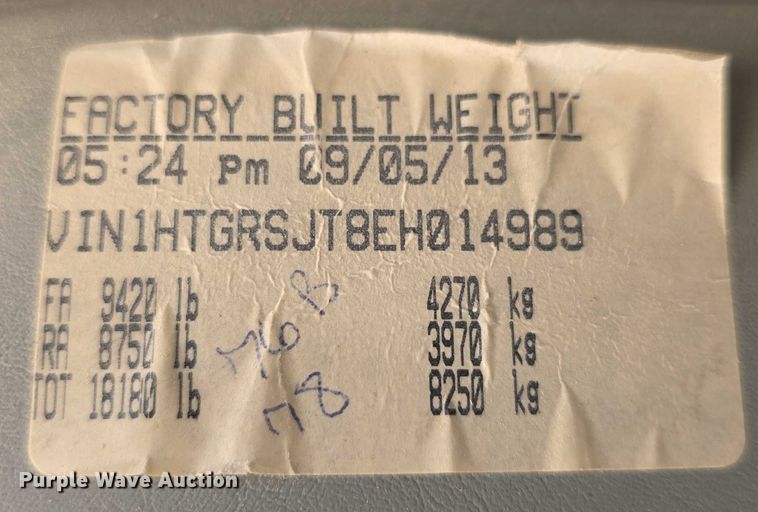 FACTORY BUILT WEIGHT
05:24 pm 09/05/13
VIN1HTGRSJT8EH014989
FA 9420 lb 4270 kg
RA 8750 lb 3970 kg
TOT 18180 lb 8250 kg
78
Purple Wave Auction